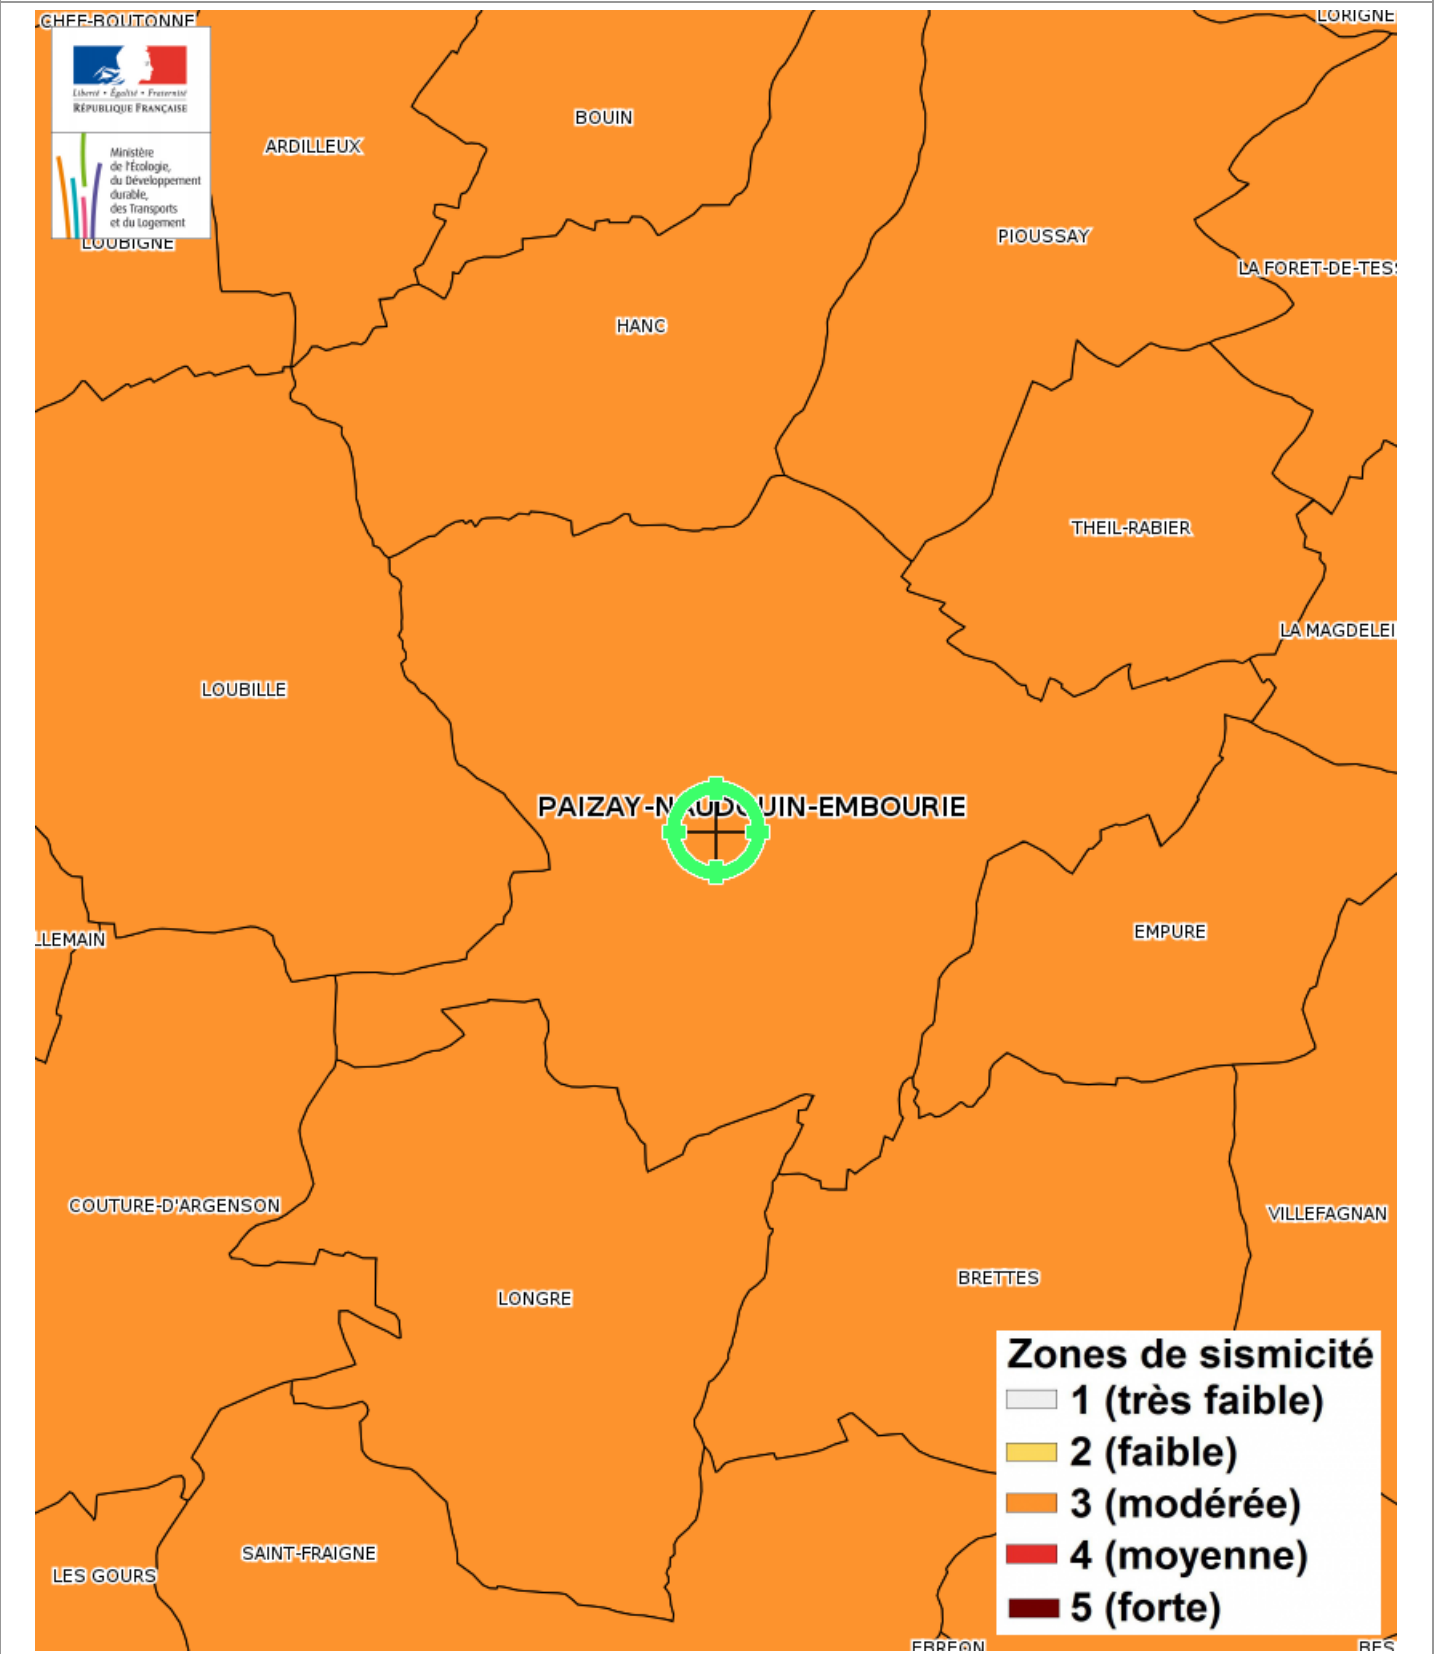 CHEF-BOUTONNE
LORIGNE
Liberté • Égalité • Fraternité
RÉPUBLIQUE FRANÇAISE
Ministère
de l'Écologie,
du Développement
durable,
des Transports
et du Logement
BOUIN
ARDILLEUX
LOUBIGNE
PIOUSSAY
LA FORET-DE-TESS
HANC
THEIL-RABIER
LA MAGDELEI
LOUBILLE
PAIZAY-NAUDOUIN-EMBOURIE
EMPURE
LLEMAIN
COUTURE-D'ARGENSON
VILLEFAGNAN
BRETTES
LONGRE
Zones de sismicité
1 (très faible)
2 (faible)
3 (modérée)
4 (moyenne)
5 (forte)
SAINT-FRAIGNE
LES GOURS
EBREON
BES